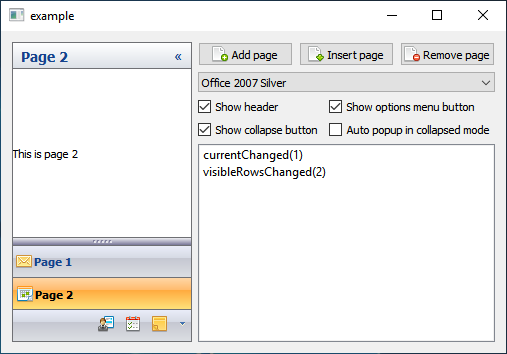 example
Page 2 «
This is page 2
Page 1
Page 2
Add page
Insert page
Remove page
Office 2007 Silver
Show header
Show options menu button
Show collapse button
Auto popup in collapsed mode
currentChanged(1)
visibleRowsChanged(2)